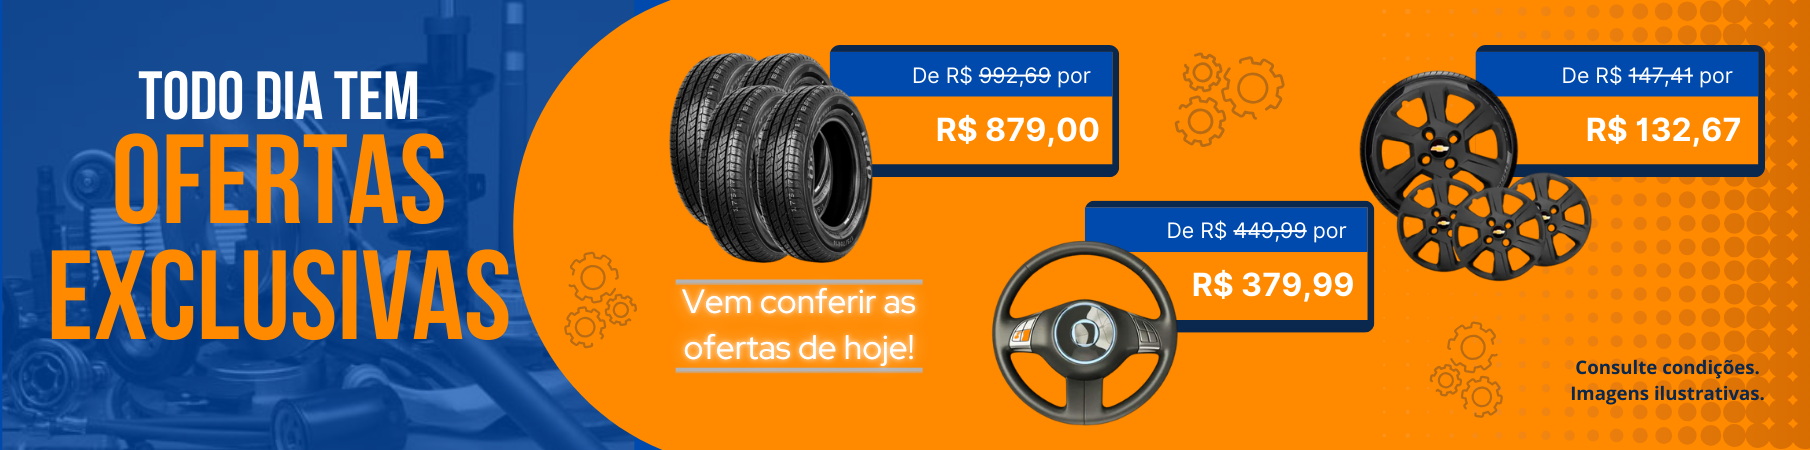 TODO DIA TEM
OFERTAS
EXCLUSIVAS
De R$ 992,69 por
R$ 879,00
Vem conferir as
ofertas de hoje!
De R$ 449,99 por
R$ 379,99
De R$ 147,41 por
R$ 132,67
Consulte condições.
Imagens ilustrativas.